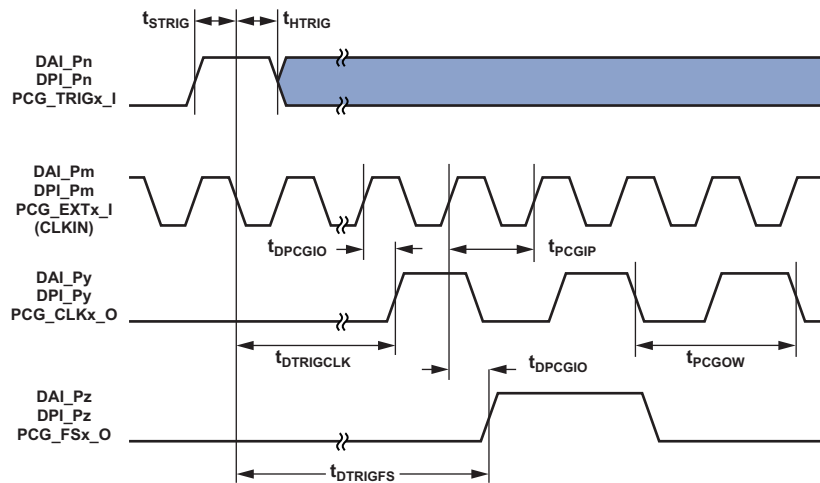 tSTRIG
tHTRIG
DAI_Pn
DPI_Pn
PCG_TRIGx_I
DAI_Pm
DPI_Pm
PCG_EXTx_I
(CLKIN)
tDPCGIO
tPCGIP
DAI_Py
DPI_Py
PCG_CLKx_O
tDTRIGCLK
tDPCGIO
tPCGOW
DAI_Pz
DPI_Pz
PCG_FSx_O
tDTRIGFS